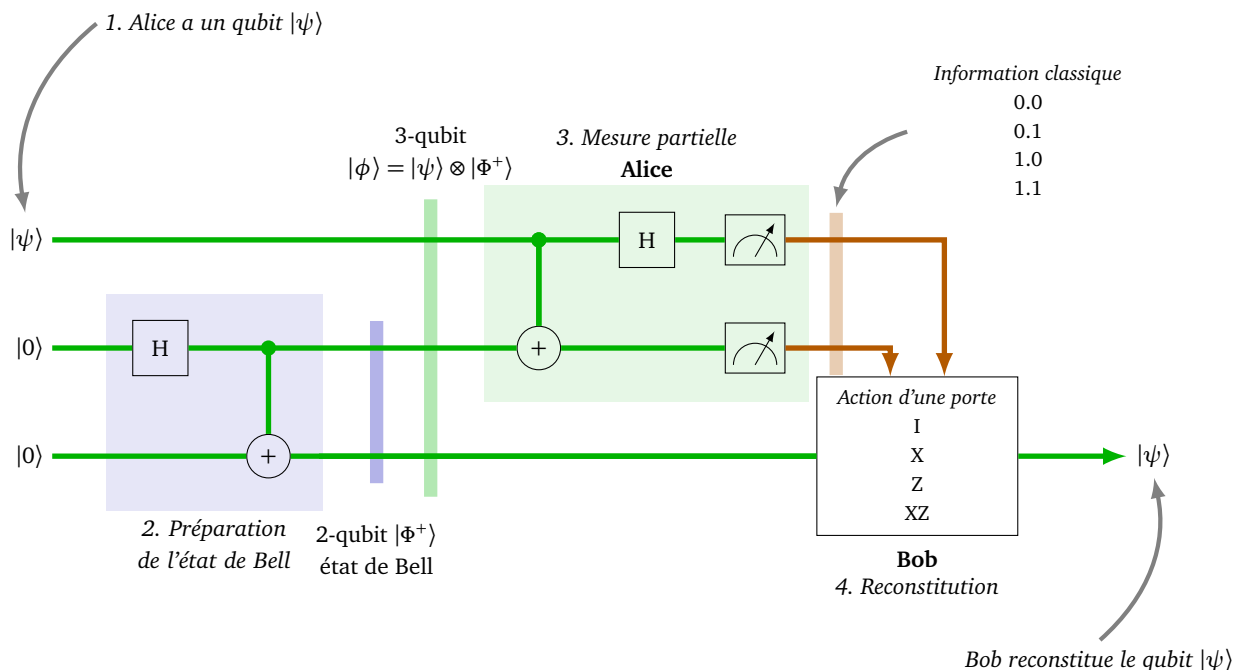 1. Alice a un qubit |ψ⟩
Information classique
0.0
0.1
1.0
1.1
3-qubit
|ϕ⟩ = |ψ⟩ ⊗ |Φ⁺⟩
3. Mesure partielle
Alice
|ψ⟩
H
|0⟩
H
+
|0⟩
+
Action d'une porte
I
X
Z
XZ
|ψ⟩
2. Préparation
de l'état de Bell
2-qubit |Φ⁺⟩
état de Bell
Bob
4. Reconstitution
Bob reconstitue le qubit |ψ⟩